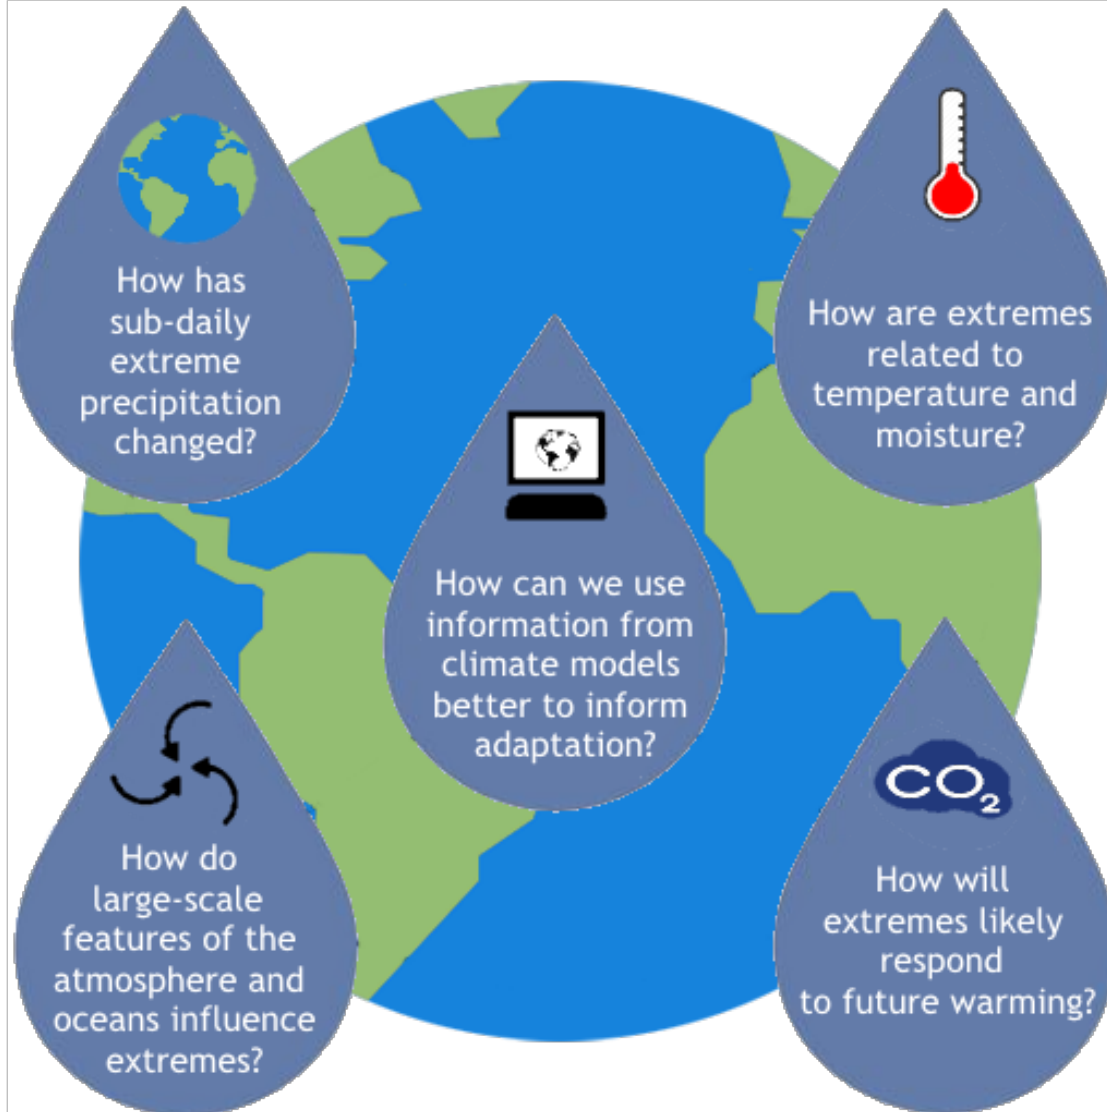 How has
sub-daily
extreme
precipitation
changed?
How are extremes
related to
temperature and
moisture?
How can we use
information from
climate models
better to inform
adaptation?
How do
large-scale
features of the
atmosphere and
oceans influence
extremes?
CO2
How will
extremes likely
respond
to future warming?